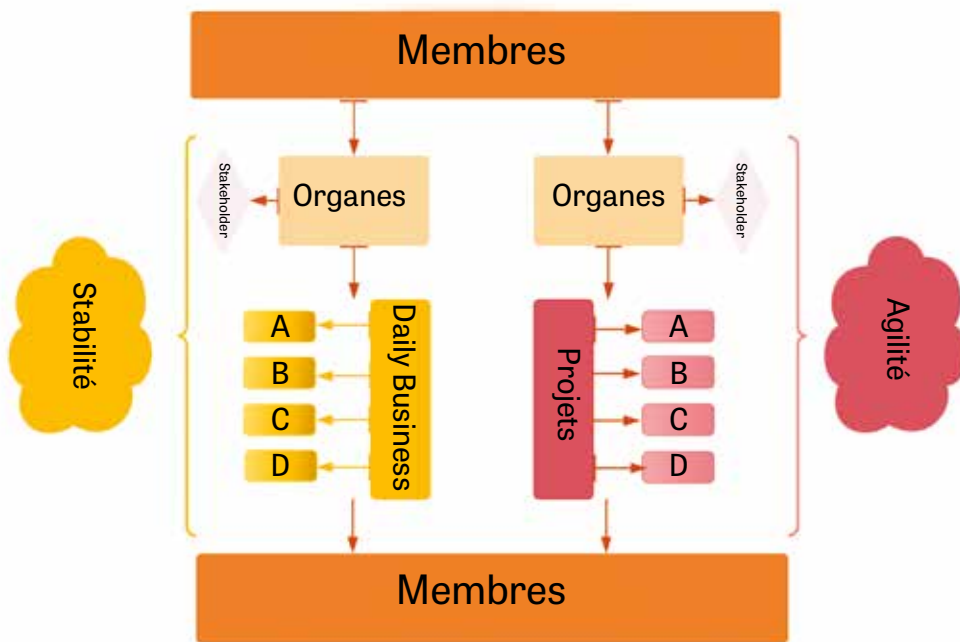 Membres
Stakeholder
Organes
Organes
Stakeholder
Stabilité
A
B
C
D
Daily Business
Projets
A
B
C
D
Agilité
Membres